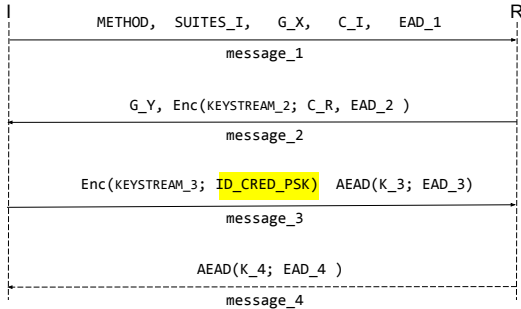 I R
METHOD, SUITES_I, G_X, C_I, EAD_1
message_1
G_Y, Enc(KEYSTREAM_2; C_R, EAD_2 )
message_2
Enc(KEYSTREAM_3; ID_CRED_PSK) AEAD(K_3; EAD_3)
message_3
AEAD(K_4; EAD_4 )
message_4